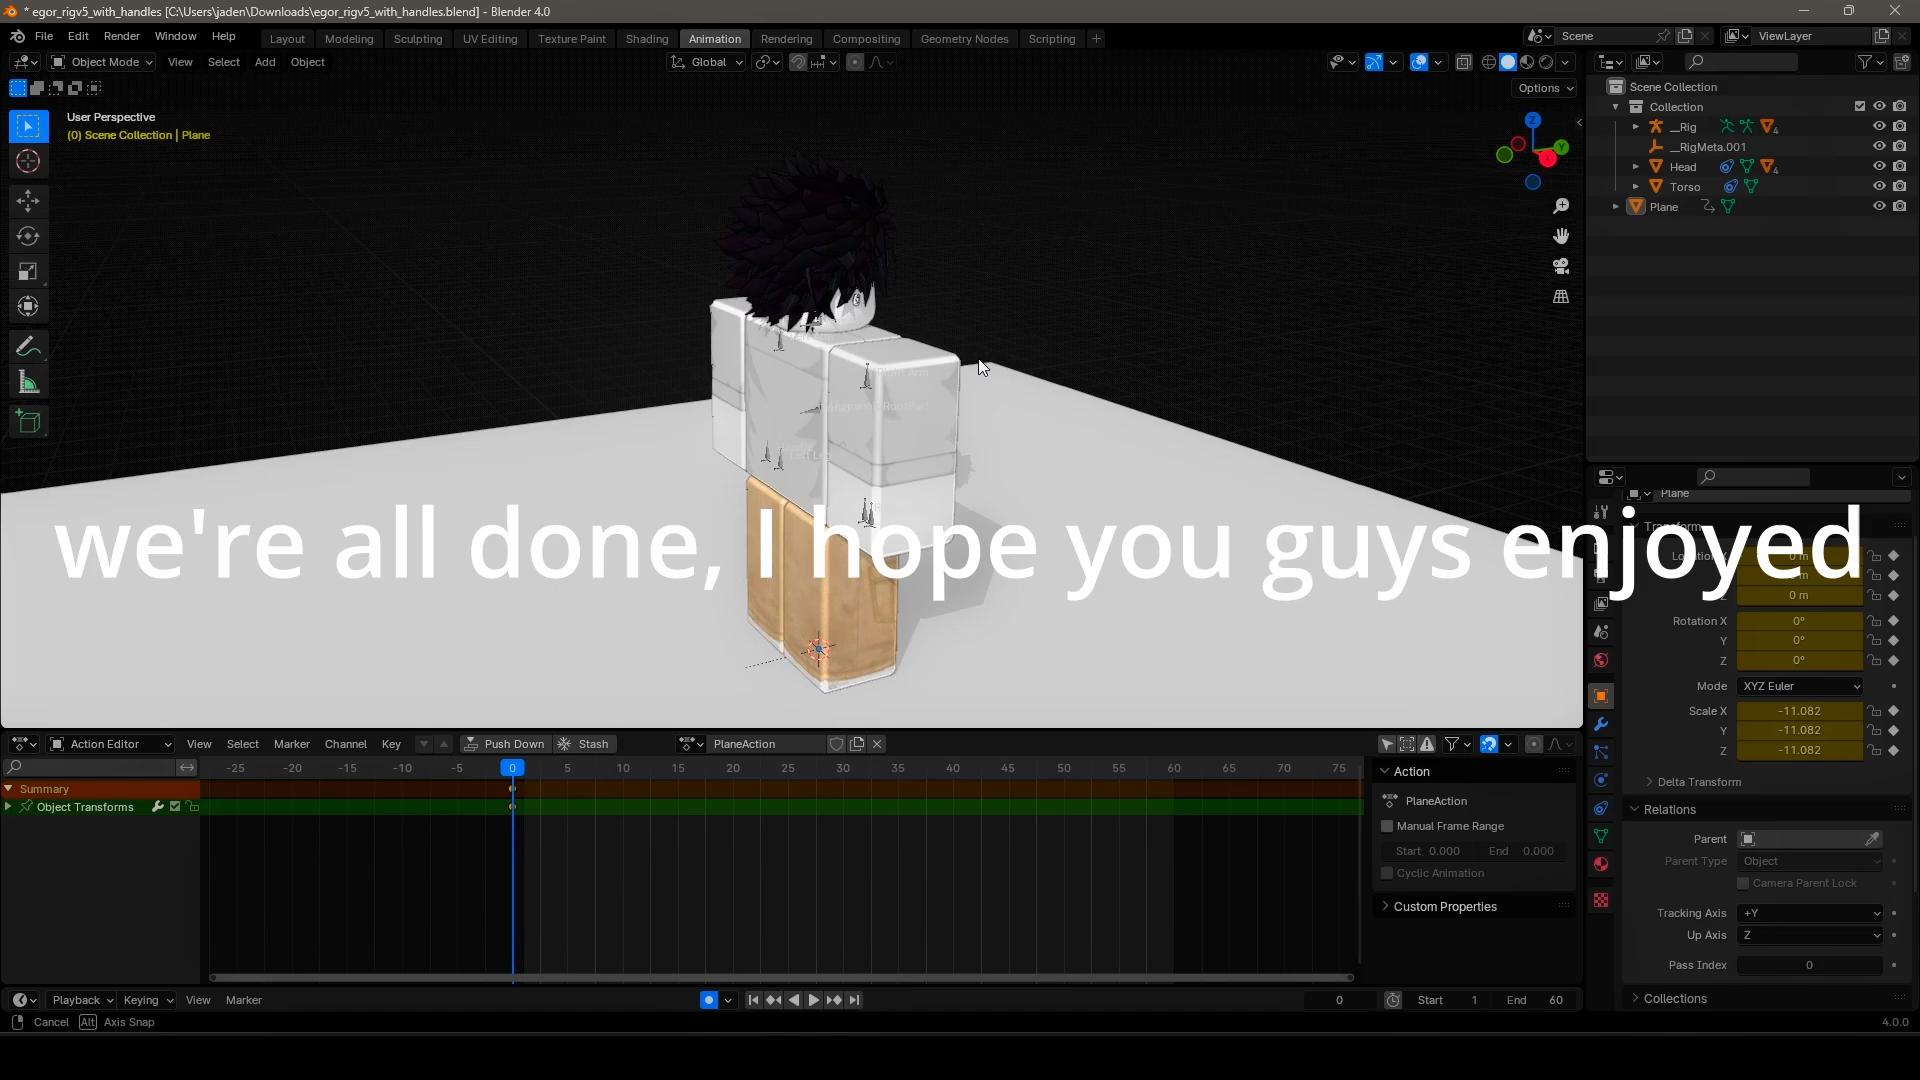 * egor_rigv5_with_handles [C:\Users\jaden\Downloads\egor_rigv5_with_handles.blend] - Blender 4.0
File Edit Render Window Help
Layout Modeling Sculpting UV Editing Texture Paint Shading Animation Rendering Compositing Geometry Nodes Scripting +
Scene
ViewLayer
Object Mode View Select Add Object
Global
Options
User Perspective
(0) Scene Collection | Plane
Z
Y
X
Scene Collection
Collection
__Rig
4
__RigMeta.001
Head
4
Torso
Plane
we're all done, I hope you guys enjoyed
Plane
Transform
0 m
Z 0 m
Rotation X 0°
Y 0°
Z 0°
Mode XYZ Euler
Scale X -11.082
Y -11.082
Z -11.082
Delta Transform
Relations
Parent
Parent Type Object
Camera Parent Lock
Tracking Axis +Y
Up Axis Z
Pass Index 0
Collections
Action Editor View Select Marker Channel Key Push Down Stash PlaneAction
-25 -20 -15 -10 -5 0 5 10 15 20 25 30 35 40 45 50 55 60 65 70 75
Summary
Object Transforms
Action
PlaneAction
Manual Frame Range
Start 0.000 End 0.000
Cyclic Animation
Custom Properties
Playback Keying View Marker
0 Start 1 End 60
Cancel Alt Axis Snap
4.0.0